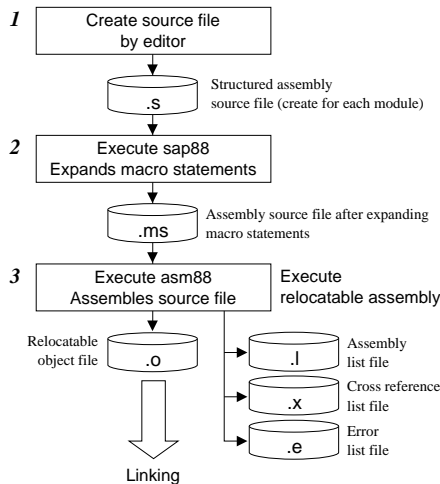 1
Create source file
by editor
.s
Structured assembly
source file (create for each module)
2
Execute sap88
Expands macro statements
.ms
Assembly source file after expanding
macro statements
3
Execute asm88
Assembles source file
Execute
relocatable assembly
Relocatable
object file
.o
.l
Assembly
list file
.x
Cross reference
list file
.e
Error
list file
Linking